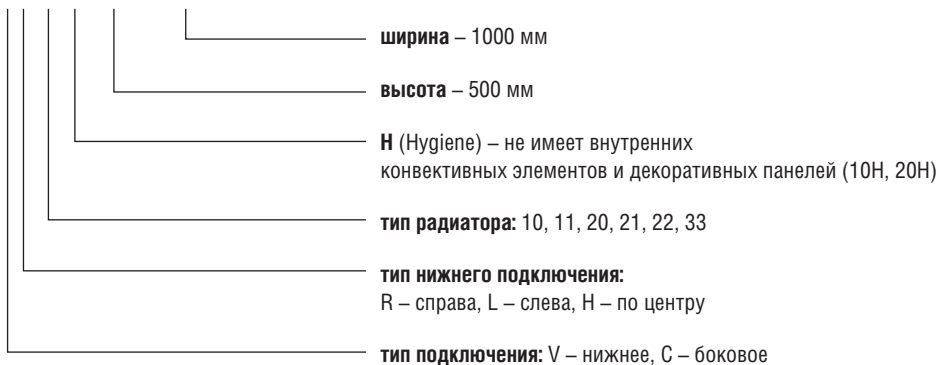 ширина – 1000 мм
высота – 500 мм
H (Hygiene) – не имеет внутренних
конвективных элементов и декоративных панелей (10H, 20H)
тип радиатора: 10, 11, 20, 21, 22, 33
тип нижнего подключения:
R – справа, L – слева, H – по центру
тип подключения: V – нижнее, C – боковое